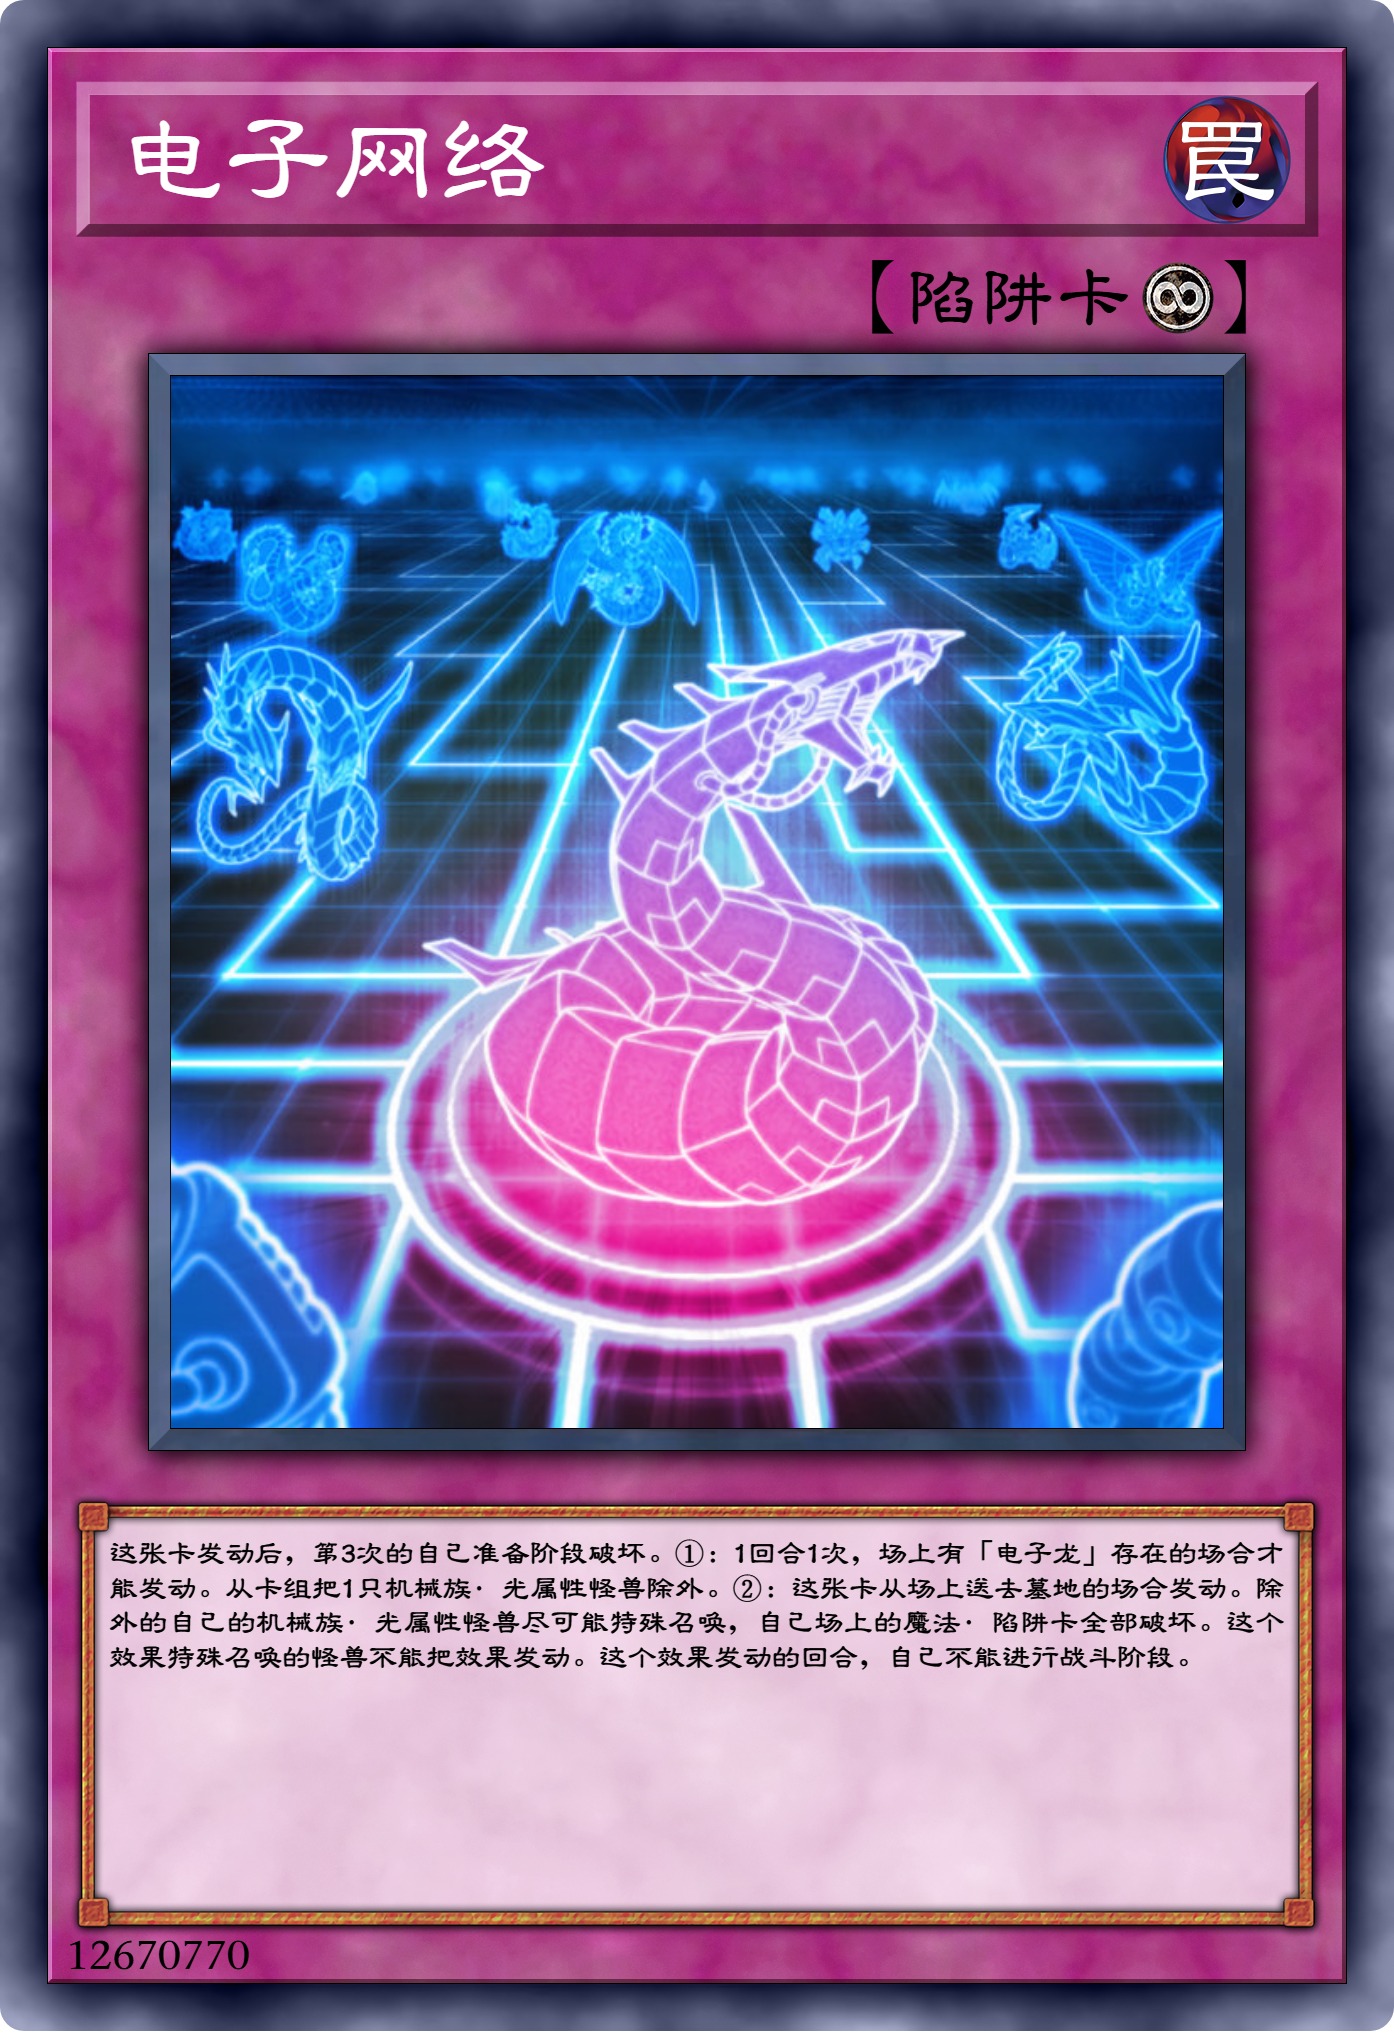 电子网络
罠
【陷阱卡∞】
这张卡发动后，第3次的自己准备阶段破坏。①：1回合1次，场上有「电子龙」存在的场合才
能发动。从卡组把1只机械族·光属性怪兽除外。②：这张卡从场上送去墓地的场合发动。除
外的自己的机械族·光属性怪兽尽可能特殊召唤，自己场上的魔法·陷阱卡全部破坏。这个
效果特殊召唤的怪兽不能把效果发动。这个效果发动的回合，自己不能进行战斗阶段。
12670770